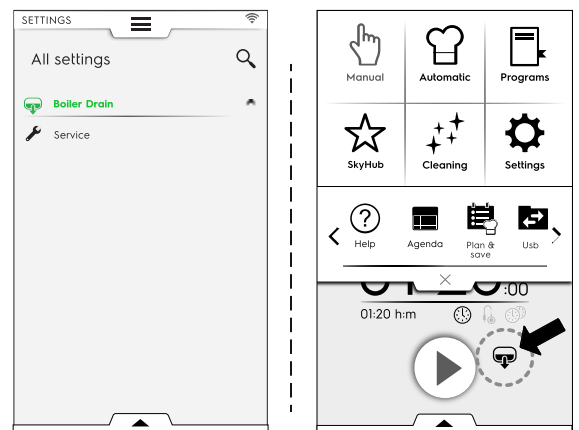 SETTINGS
All settings
Boiler Drain
Service
Manual
Automatic
Programs
SkyHub
Cleaning
Settings
Help
Agenda
Plan &
save
Usb
:00
01:20 h:m